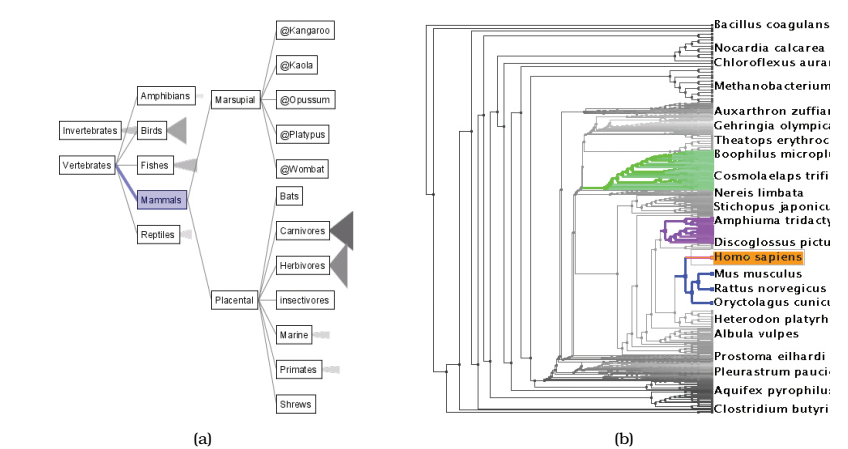 @Kangaroo
@Kaola
Amphibians
Marsupial
@Opussum
Invertebrates
Birds
@Platypus
Vertebrates
Fishes
@Wombat
Mammals
Bats
Reptiles
Carnivores
Herbivores
Placental
insectivores
Marine
Primates
Shrews
(a)
Bacillus coagulans
Nocardia calcarea
Chloroflexus aurar
Methanobacterium
Auxarthron zuffiar
Gehringia olympica
Theatops erythroc
Boophilus microplu
Cosmolaelaps trifi
Nereis limbata
Stichopus japonicu
Amphiuma tridacty
Discoglossus pictu
Homo sapiens
Mus musculus
Rattus norvegicus
Oryctolagus cunicu
Heterodon platyrh
Albula vulpes
Prostoma eilhardi
Pleurastrum paucio
Aquifex pyrophilus
Clostridium butyri
(b)